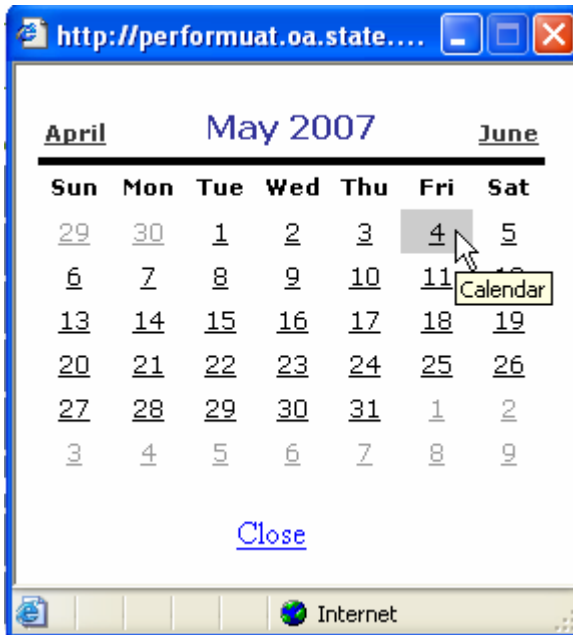 http://performuat.oa.state....
April May 2007 June
Sun Mon Tue Wed Thu Fri Sat
29 30 1 2 3 4 5
6 7 8 9 10 11
Calendar
13 14 15 16 17 18 19
20 21 22 23 24 25 26
27 28 29 30 31 1 2
3 4 5 6 7 8 9
Close
Internet